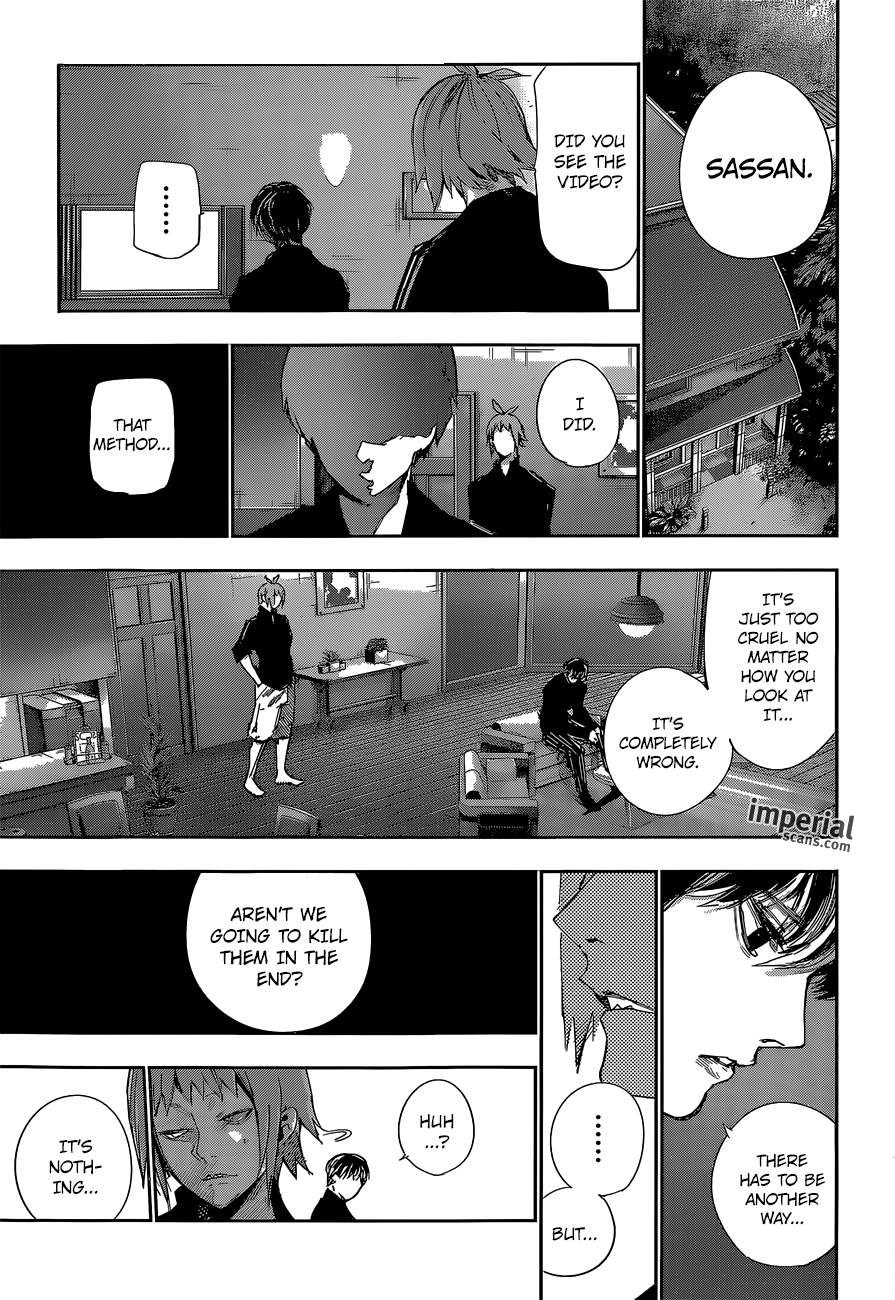 SASSAN.
DID YOU
SEE THE
VIDEO?
......
I
DID.
THAT
METHOD...
IT'S
JUST TOO
CRUEL NO
MATTER
HOW YOU
LOOK AT
IT...
IT'S
COMPLETELY
WRONG.
imperial
scans.com
THERE
HAS TO BE
ANOTHER
WAY...
......
BUT...
AREN'T WE
GOING TO KILL
THEM IN THE
END?
HUH
...?
IT'S
NOTH-
ING...